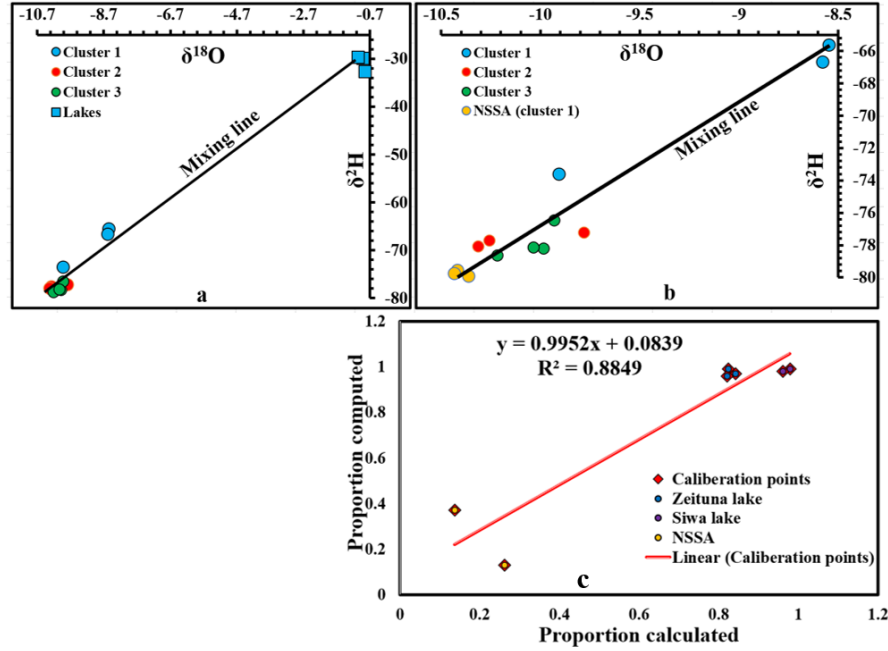 -10.7 -8.7 -6.7 -4.7 -2.7 -0.7
δ¹⁸O
Cluster 1
Cluster 2
Cluster 3
Lakes
Mixing line
δ²H
-30
-40
-50
-60
-70
-80
a
-10.5 -10 -9.5 -9 -8.5
δ¹⁸O
Cluster 1
Cluster 2
Cluster 3
NSSA (cluster 1)
Mixing line
δ²H
-66
-68
-70
-72
-74
-76
-78
-80
b
y = 0.9952x + 0.0839
R² = 0.8849
Proportion computed
1.2
1
0.8
0.6
0.4
0.2
0
Caliberation points
Zeituna lake
Siwa lake
NSSA
Linear (Caliberation points)
c
0 0.2 0.4 0.6 0.8 1 1.2
Proportion calculated